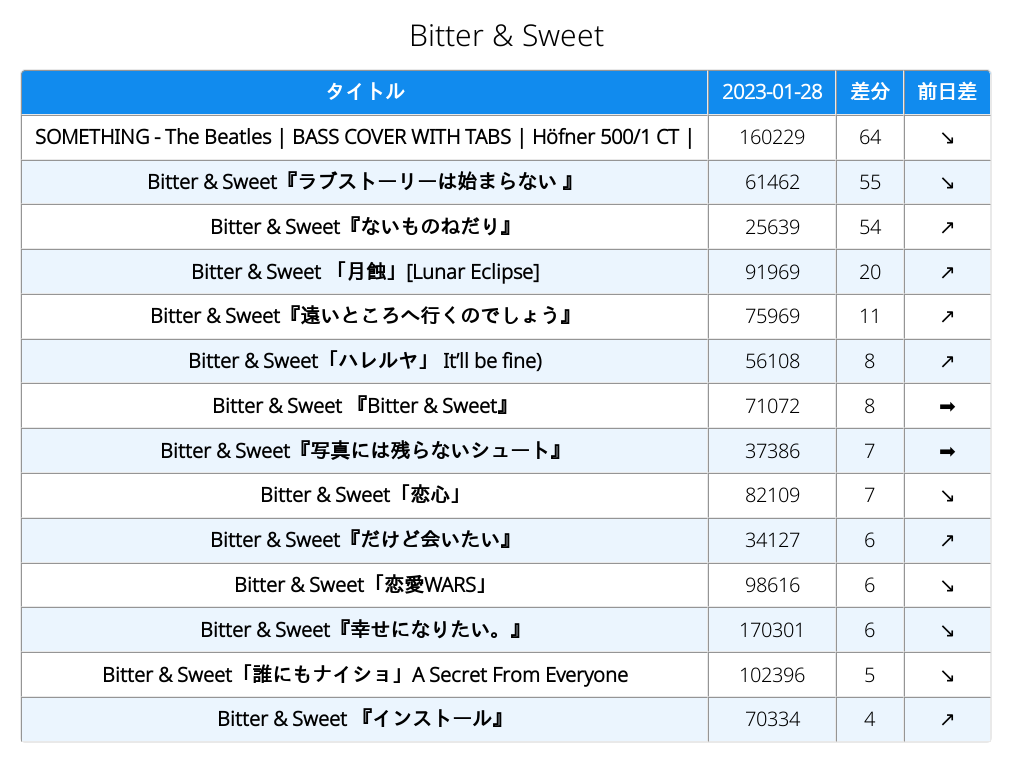 Bitter & Sweet
タイトル 2023-01-28 差分 前日差
SOMETHING - The Beatles | BASS COVER WITH TABS | Höfner 500/1 CT | 160229 64 ↘
Bitter & Sweet『ラブストーリーは始まらない 』 61462 55 ↘
Bitter & Sweet『ないものねだり』 25639 54 ↗
Bitter & Sweet 「月蝕」[Lunar Eclipse] 91969 20 ↗
Bitter & Sweet『遠いところへ行くのでしょう』 75969 11 ↗
Bitter & Sweet「ハレルヤ」 It’ll be fine) 56108 8 ↗
Bitter & Sweet 『Bitter & Sweet』 71072 8 ➡
Bitter & Sweet『写真には残らないシュート』 37386 7 ➡
Bitter & Sweet「恋心」 82109 7 ↘
Bitter & Sweet『だけど会いたい』 34127 6 ↗
Bitter & Sweet「恋愛WARS」 98616 6 ↘
Bitter & Sweet『幸せになりたい。』 170301 6 ↘
Bitter & Sweet「誰にもナイショ」A Secret From Everyone 102396 5 ↘
Bitter & Sweet 『インストール』 70334 4 ↗